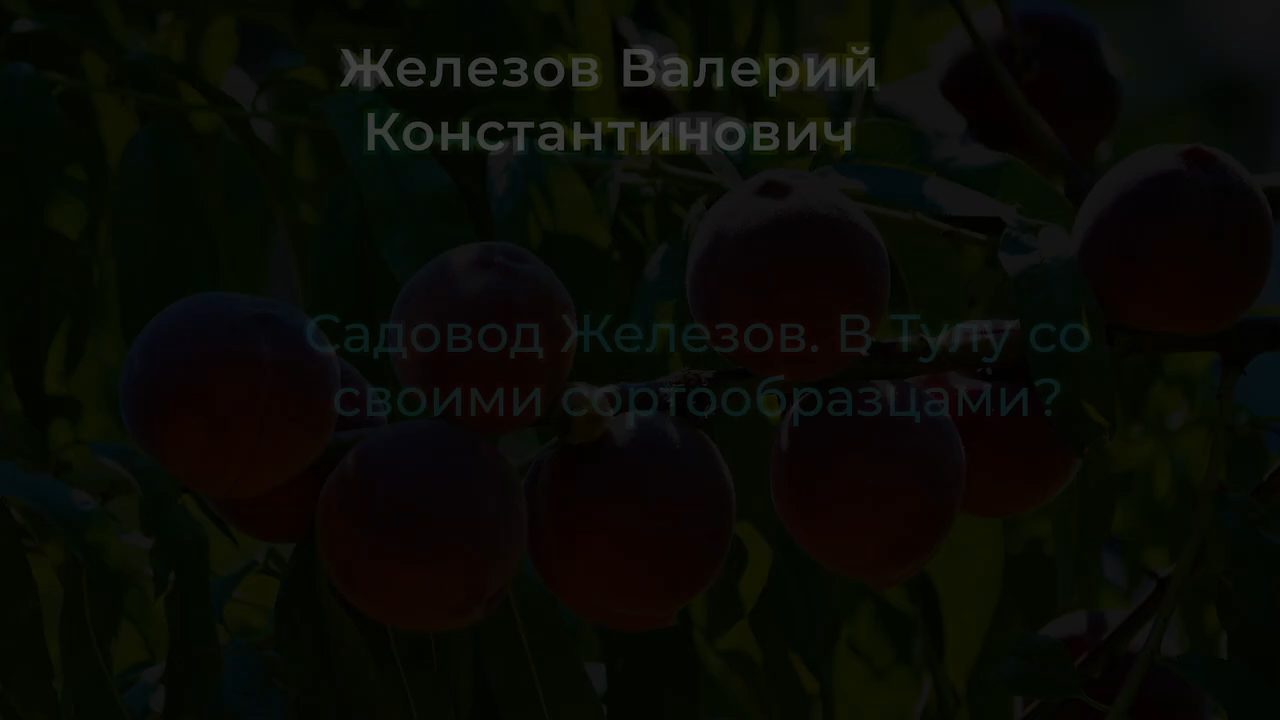 Железов Валерий
Константинович
Садовод Железов. В Тулу со
своими сортообразцами?